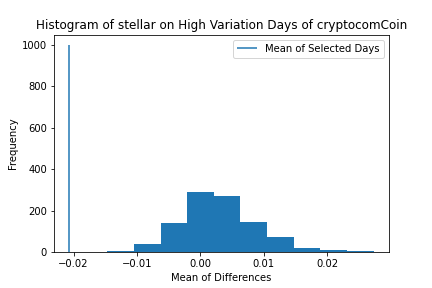 Histogram of stellar on High Variation Days of cryptocomCoin
Mean of Selected Days
Frequency
1000
800
600
400
200
0
−0.02
−0.01
0.00
0.01
0.02
Mean of Differences